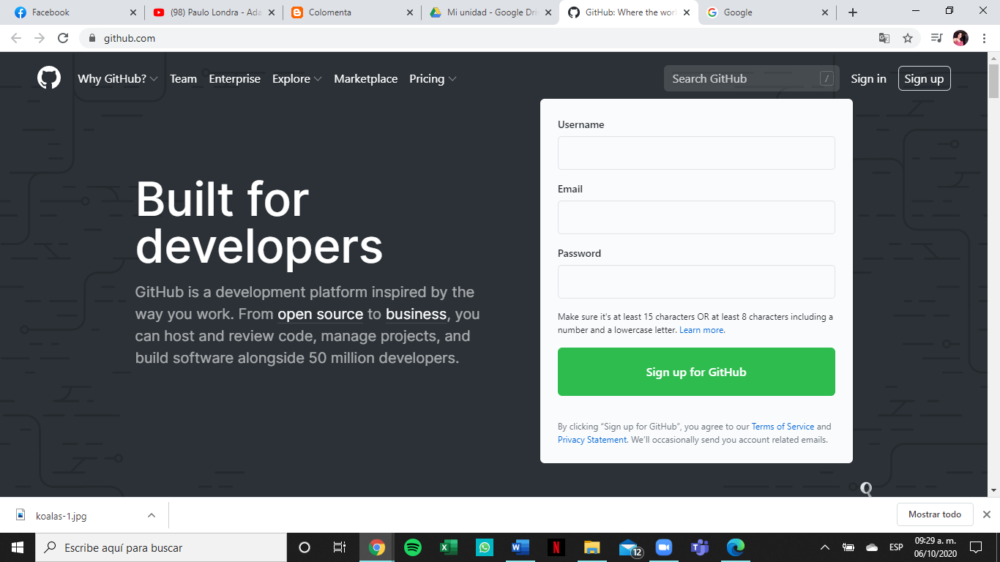 Facebook
(98) Paulo Londra - Ada
Colomenta
Mi unidad - Google Dri
GitHub: Where the wor
Google
github.com
Why GitHub?
Team
Enterprise
Explore
Marketplace
Pricing
Search GitHub
/
Sign in
Sign up
Built for
developers
GitHub is a development platform inspired by the
way you work. From open source to business, you
can host and review code, manage projects, and
build software alongside 50 million developers.
Username
Email
Password
Make sure it's at least 15 characters OR at least 8 characters including a
number and a lowercase letter. Learn more.
Sign up for GitHub
By clicking “Sign up for GitHub”, you agree to our Terms of Service and
Privacy Statement. We’ll occasionally send you account related emails.
koalas-1.jpg
Mostrar todo
Escribe aquí para buscar
12
ESP
09:29 a. m.
06/10/2020